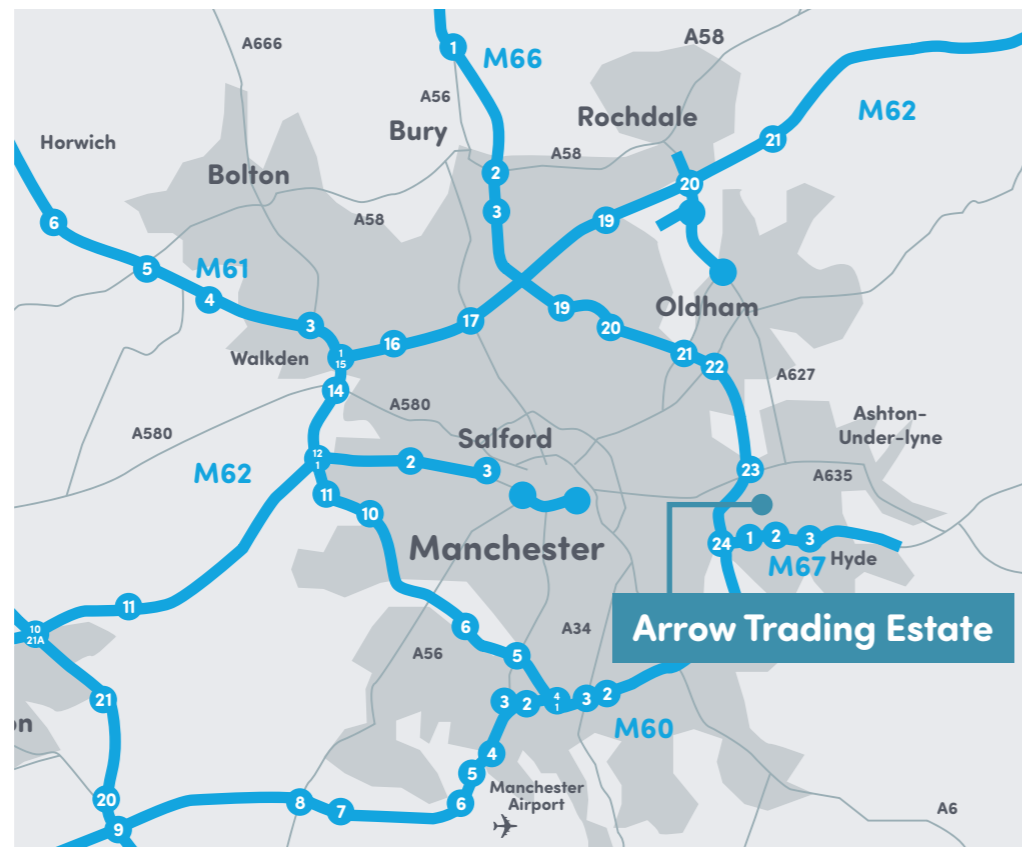 A666
1
M66
A58
A56
Rochdale
M62
Horwich
Bury
21
A58
Bolton
2
20
6
A58
3
19
5
M61
4
19
Oldham
3
17
20
16
21
Walkden
1
15
22
A627
14
A580
Ashton-
Under-lyne
A580
Salford
12
1
2
3
23
M62
A635
11
10
Manchester
24
1
2
3
M67
Hyde
11
10
21A
6
A34
Arrow Trading Estate
A56
5
21
3
2
4
1
3
2
on
M60
4
5
Manchester
Airport
20
8
7
6
A6
9